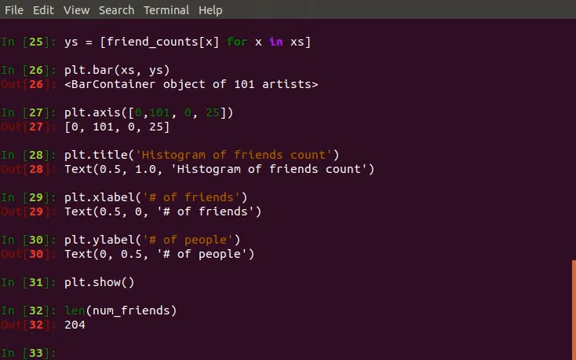 File Edit View Search Terminal Help
In [25]: ys = [friend_counts[x] for x in xs]
In [26]: plt.bar(xs, ys)
Out[26]: <BarContainer object of 101 artists>
In [27]: plt.axis([0,101, 0, 25])
Out[27]: [0, 101, 0, 25]
In [28]: plt.title('Histogram of friends count')
Out[28]: Text(0.5, 1.0, 'Histogram of friends count')
In [29]: plt.xlabel('# of friends')
Out[29]: Text(0.5, 0, '# of friends')
In [30]: plt.ylabel('# of people')
Out[30]: Text(0, 0.5, '# of people')
In [31]: plt.show()
In [32]: len(num_friends)
Out[32]: 204
In [33]: